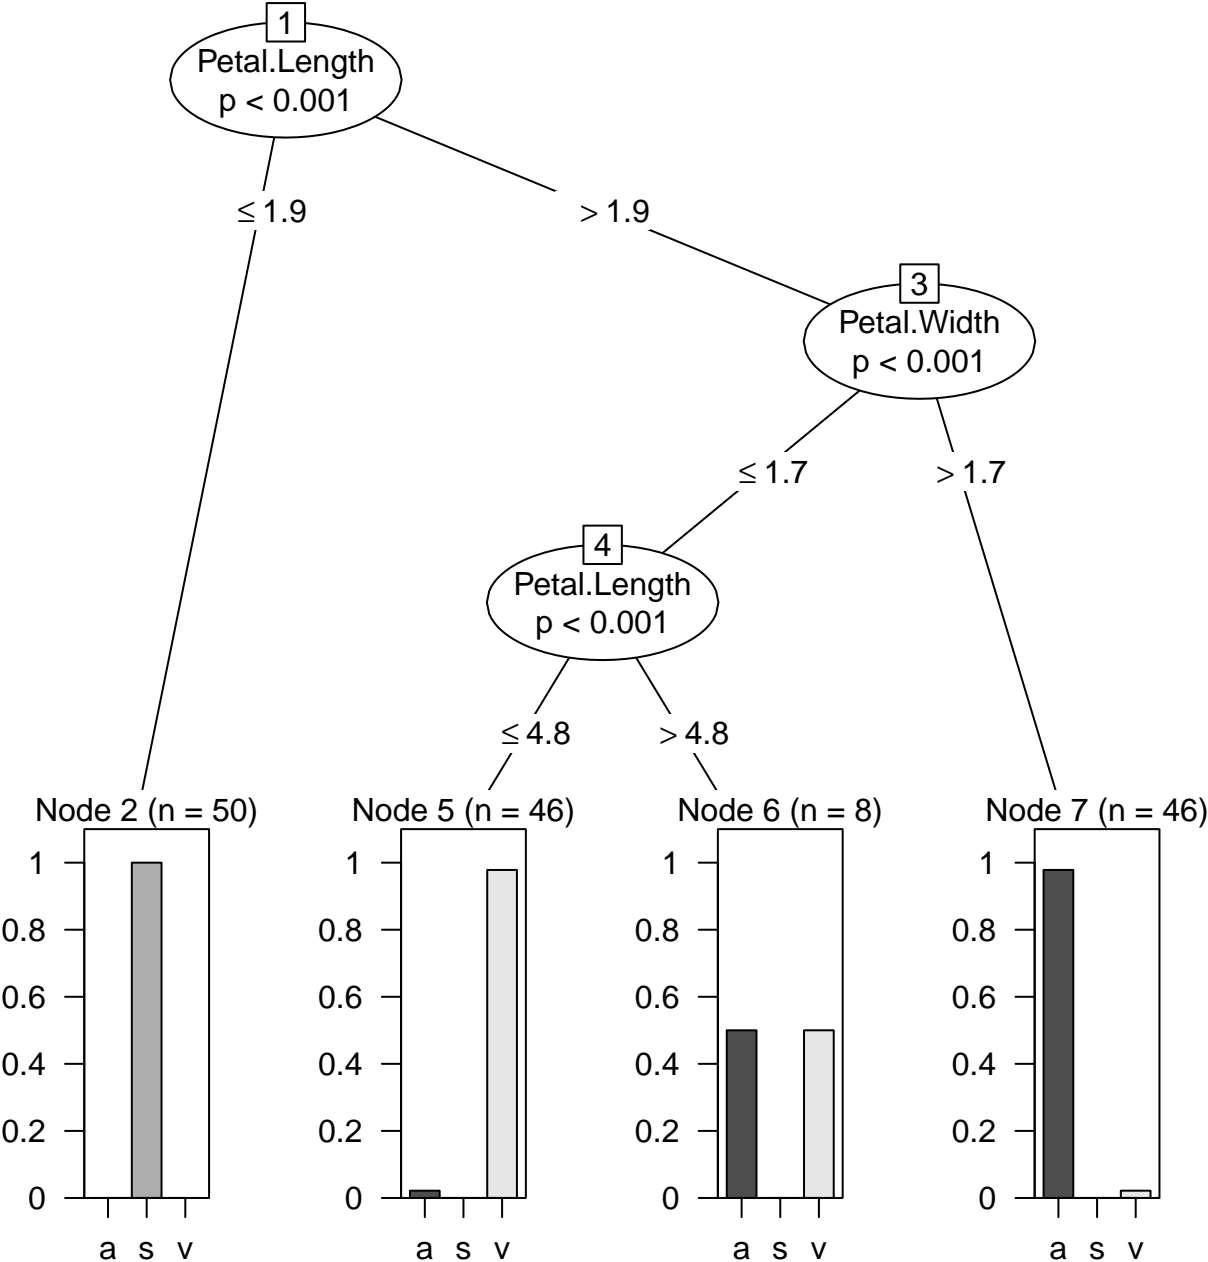 1
Petal.Length
p < 0.001
≤ 1.9
> 1.9
3
Petal.Width
p < 0.001
≤ 1.7
> 1.7
4
Petal.Length
p < 0.001
≤ 4.8
> 4.8
Node 2 (n = 50)
1
0.8
0.6
0.4
0.2
0
a s v
Node 5 (n = 46)
1
0.8
0.6
0.4
0.2
0
a s v
Node 6 (n = 8)
1
0.8
0.6
0.4
0.2
0
a s v
Node 7 (n = 46)
1
0.8
0.6
0.4
0.2
0
a s v